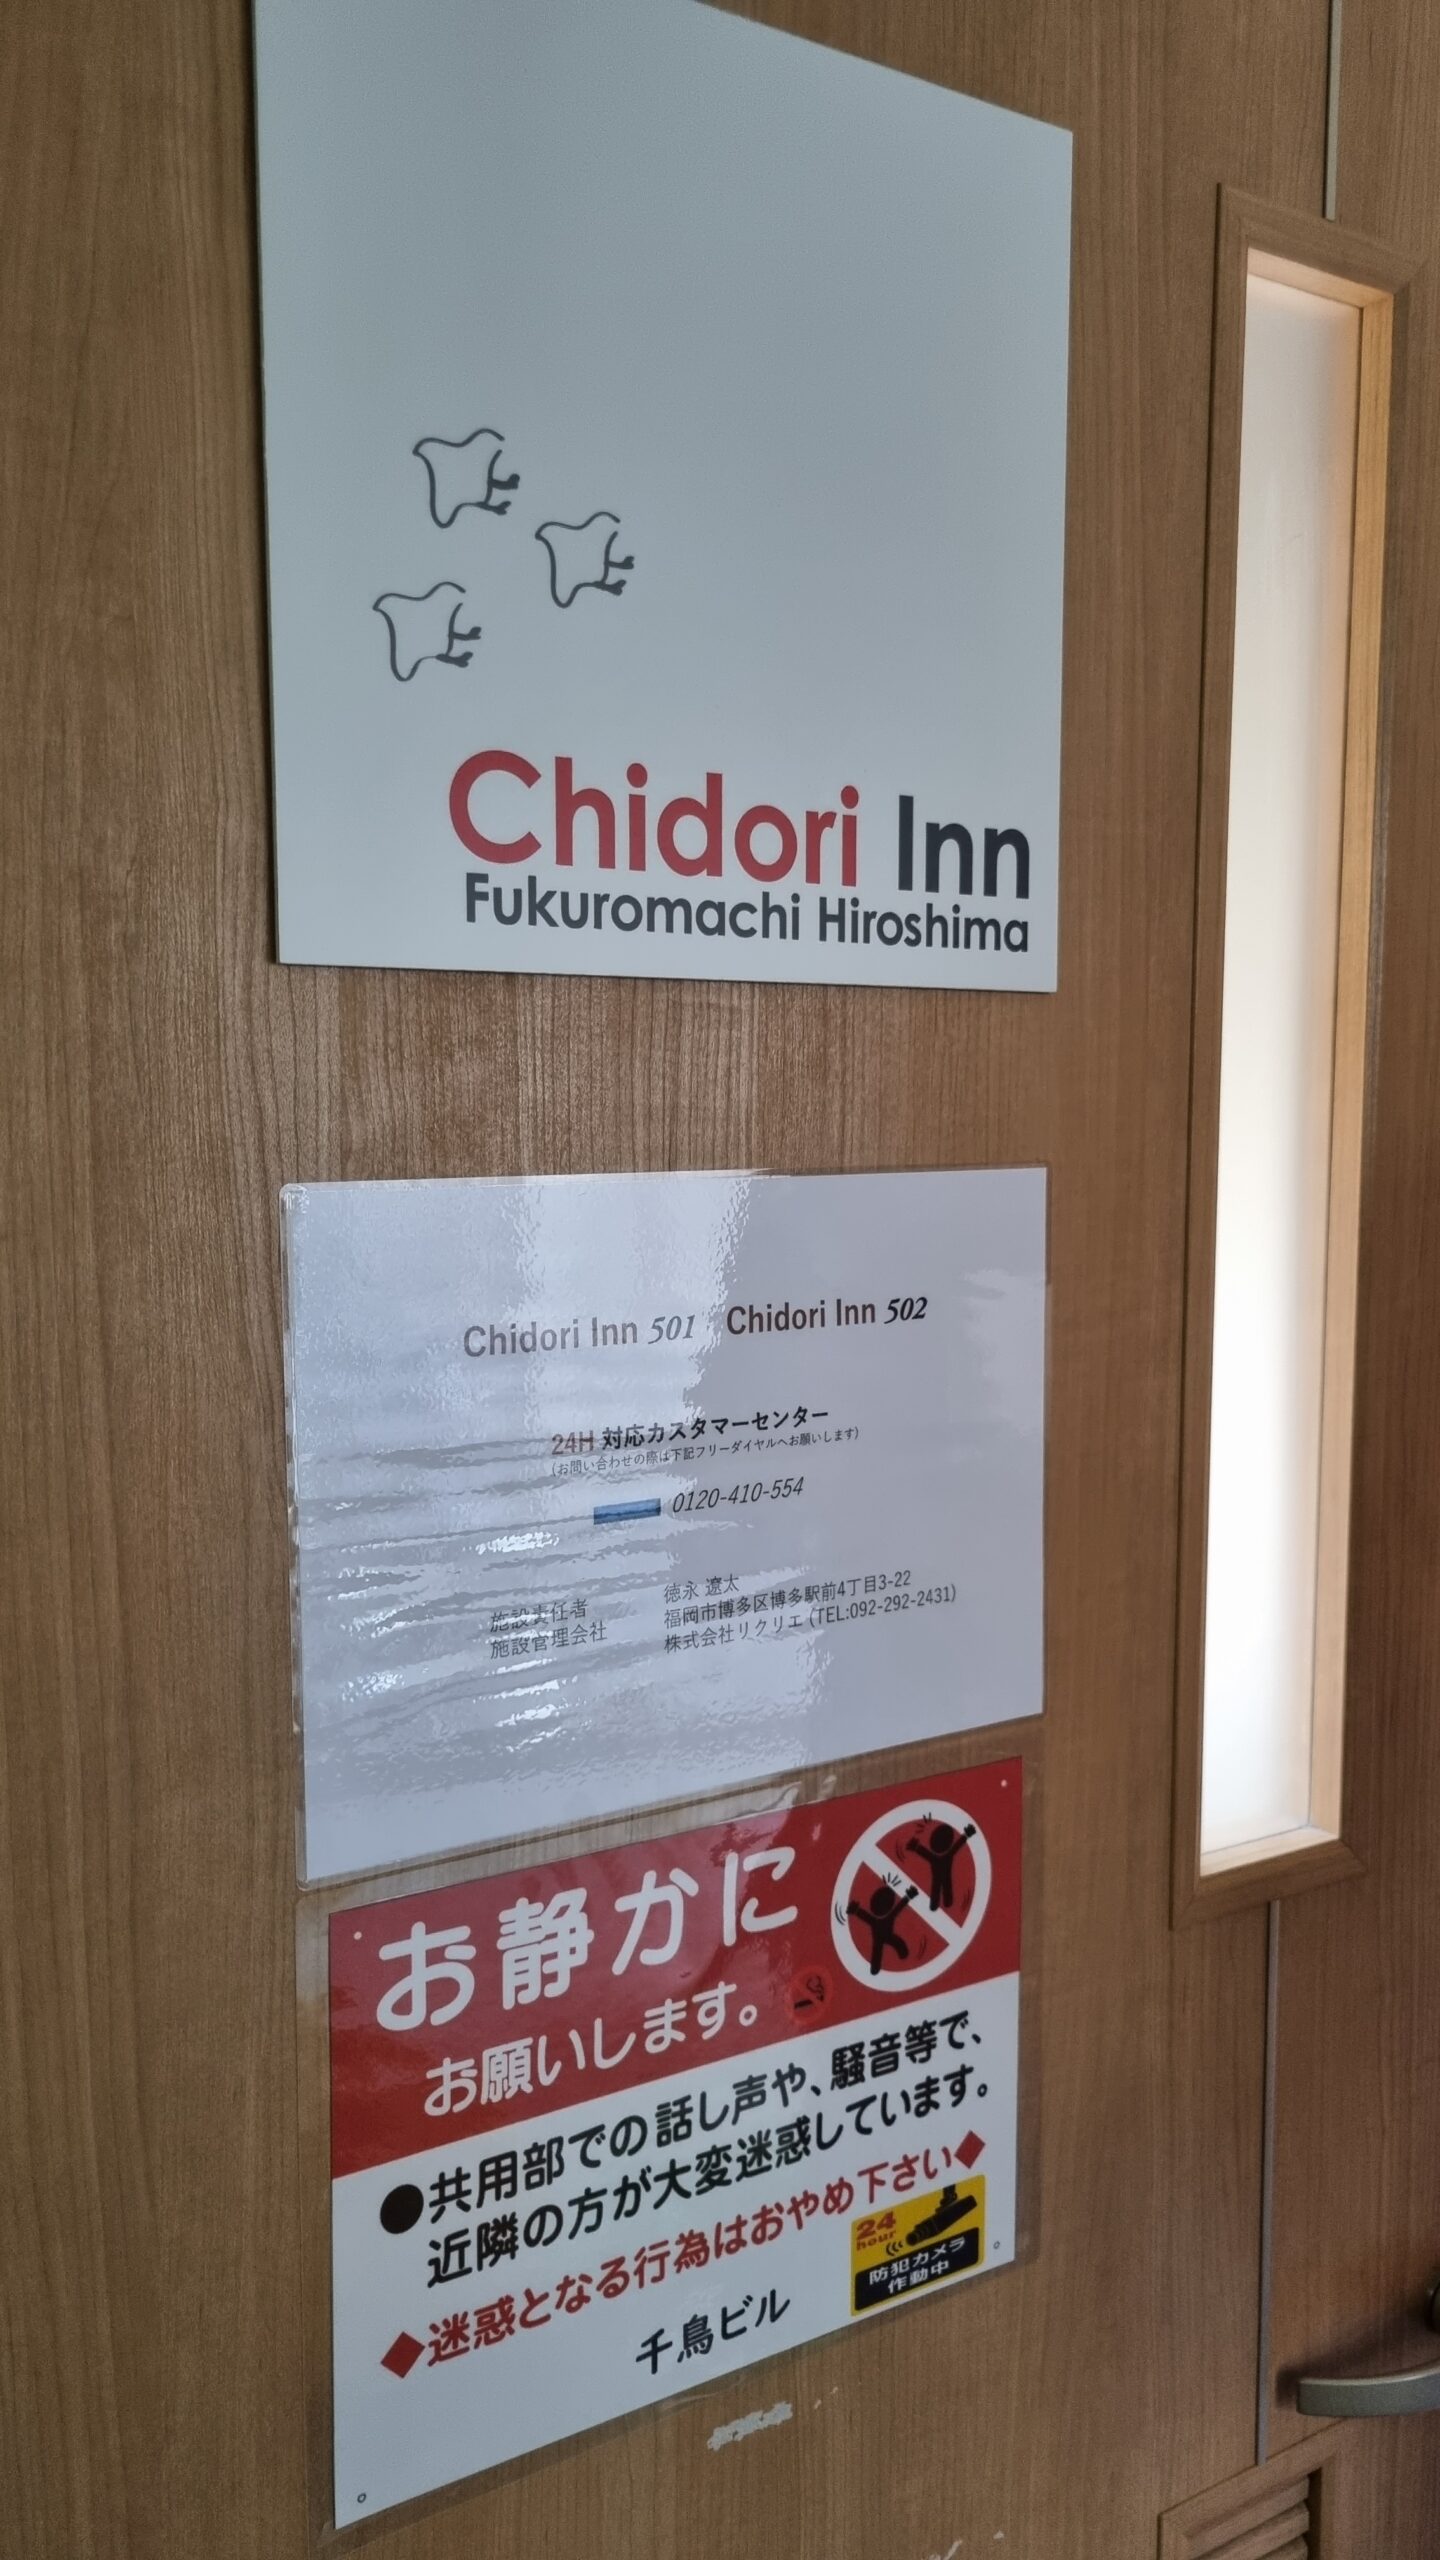 Chidori Inn
Fukuromachi Hiroshima
Chidori Inn 501 Chidori Inn 502
24H 対応カスタマーセンター
(お問い合わせの際は下記フリーダイヤルへお願いします)
0120-410-554
施設責任者 徳永 遼太
福岡市博多区博多駅前4丁目3-22
施設管理会社 株式会社リクリエ (TEL:092-292-2431)
お静かに
お願いします。
●共用部での話し声や、騒音等で、
近隣の方が大変迷惑しています。
◆迷惑となる行為はおやめ下さい◆
24
hour
防犯カメラ
作動中
千鳥ビル